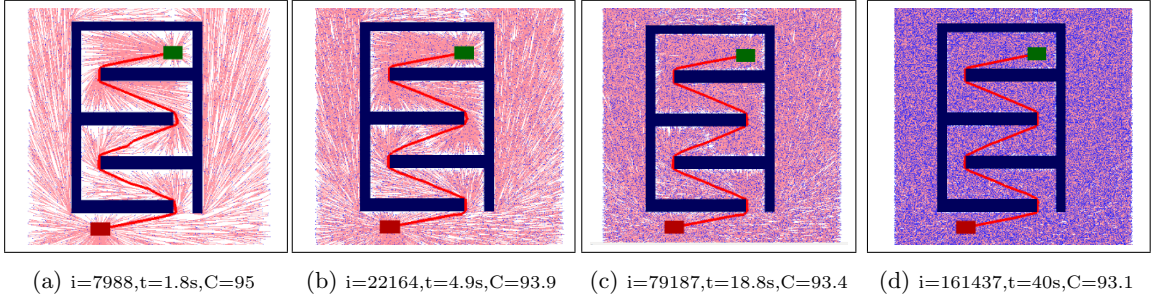 (a) i=7988,t=1.8s,C=95
(b) i=22164,t=4.9s,C=93.9
(c) i=79187,t=18.8s,C=93.4
(d) i=161437,t=40s,C=93.1